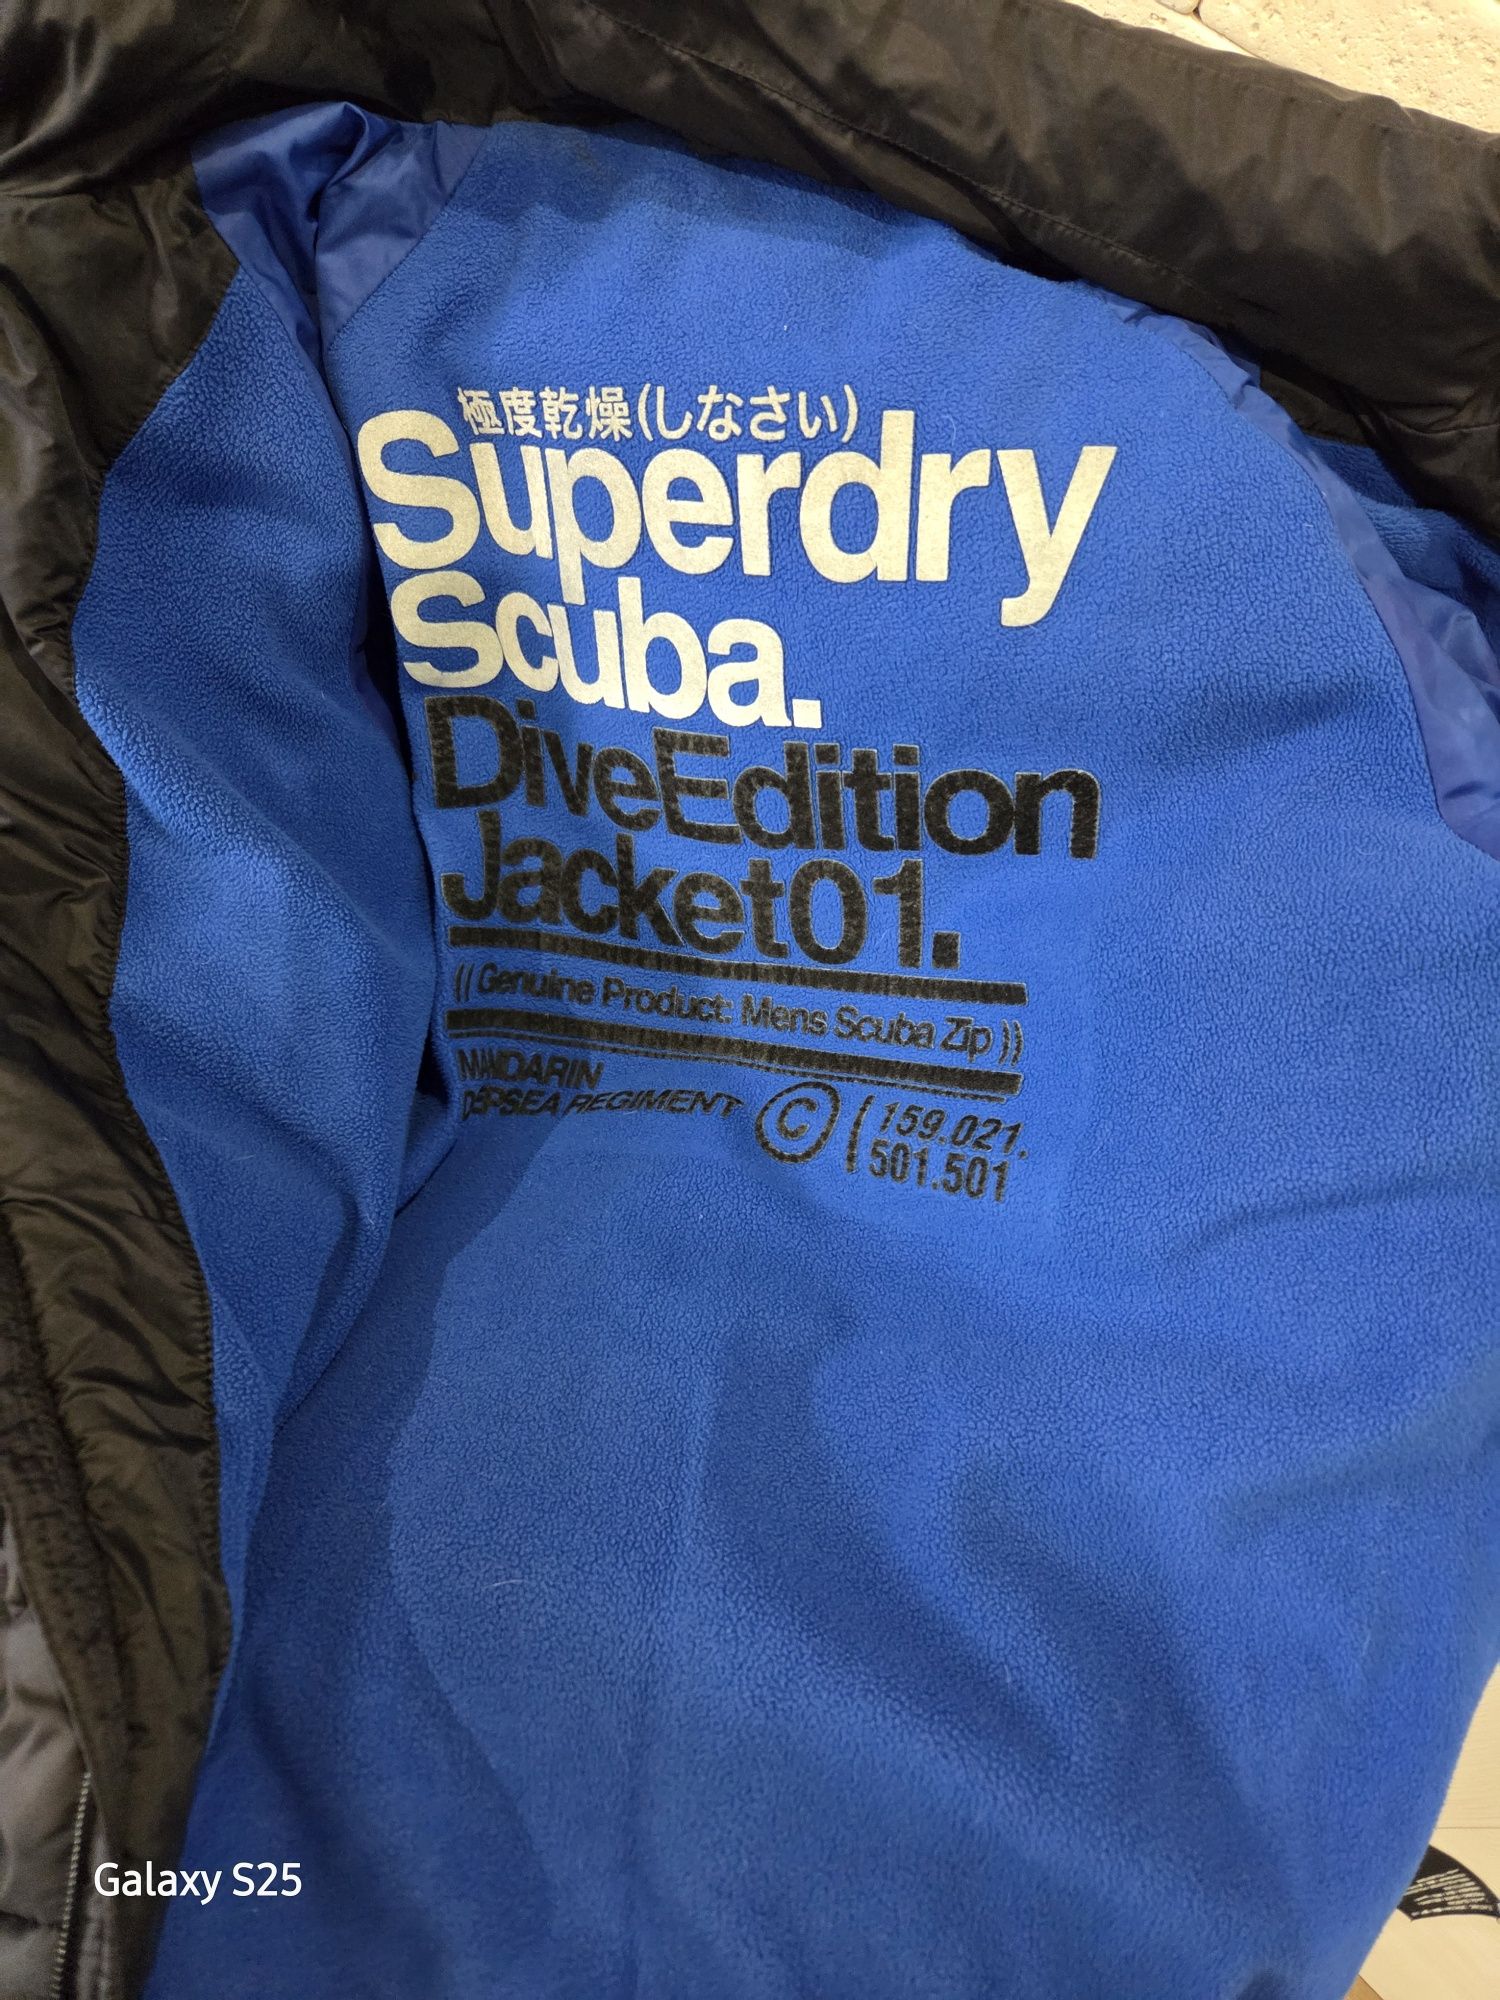 極度乾燥(しなさい)
Superdry
Scuba.
DiveEdition
Jacket01.
(( Genuine Product: Mens Scuba Zip ))
MANDARIN
DEPSEA REGIMENT © ( 159.021.
501.501
Galaxy S25